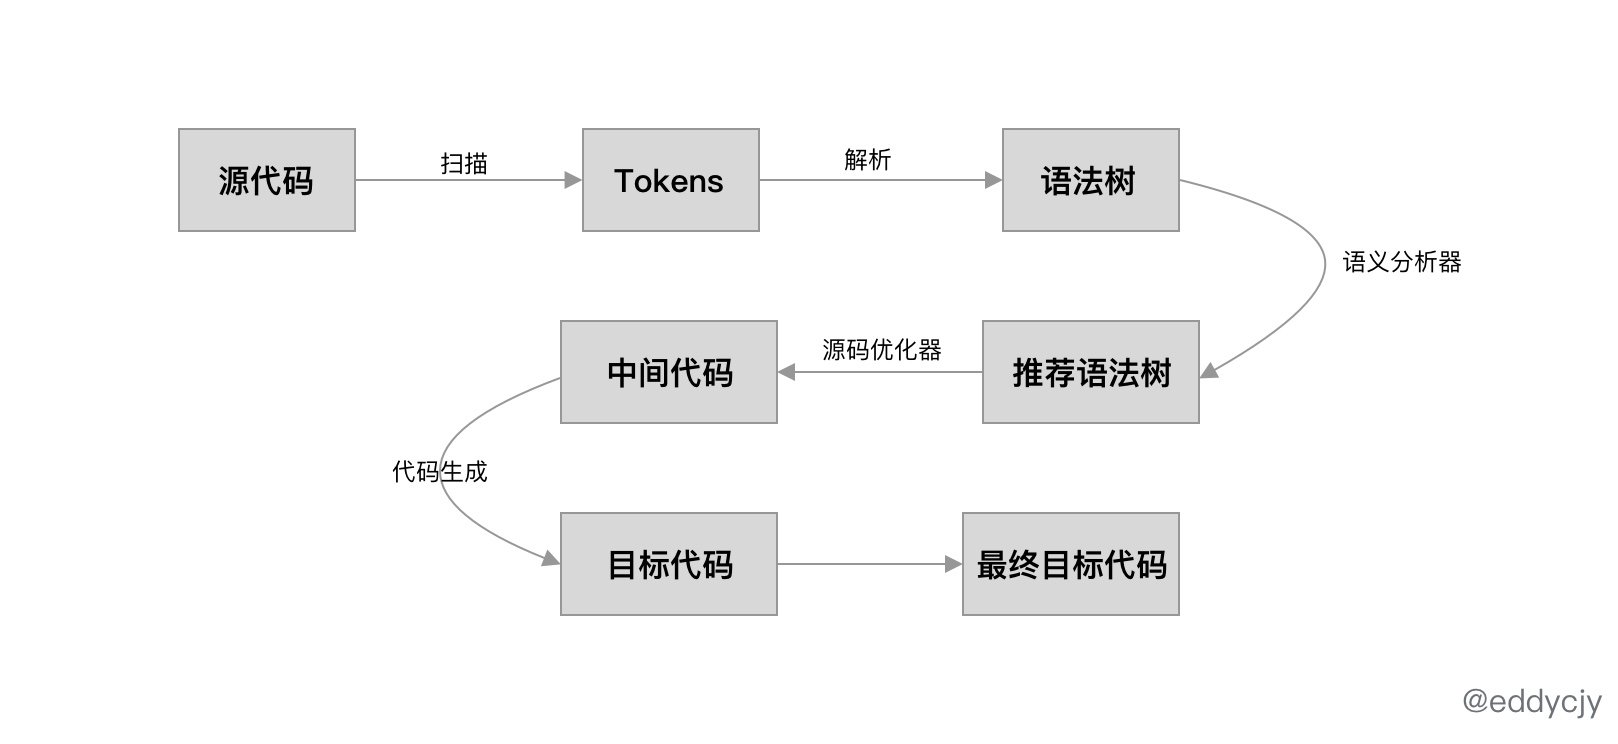 源代码
扫描
Tokens
解析
语法树
语义分析器
推荐语法树
源码优化器
中间代码
代码生成
目标代码
最终目标代码
@eddycjy